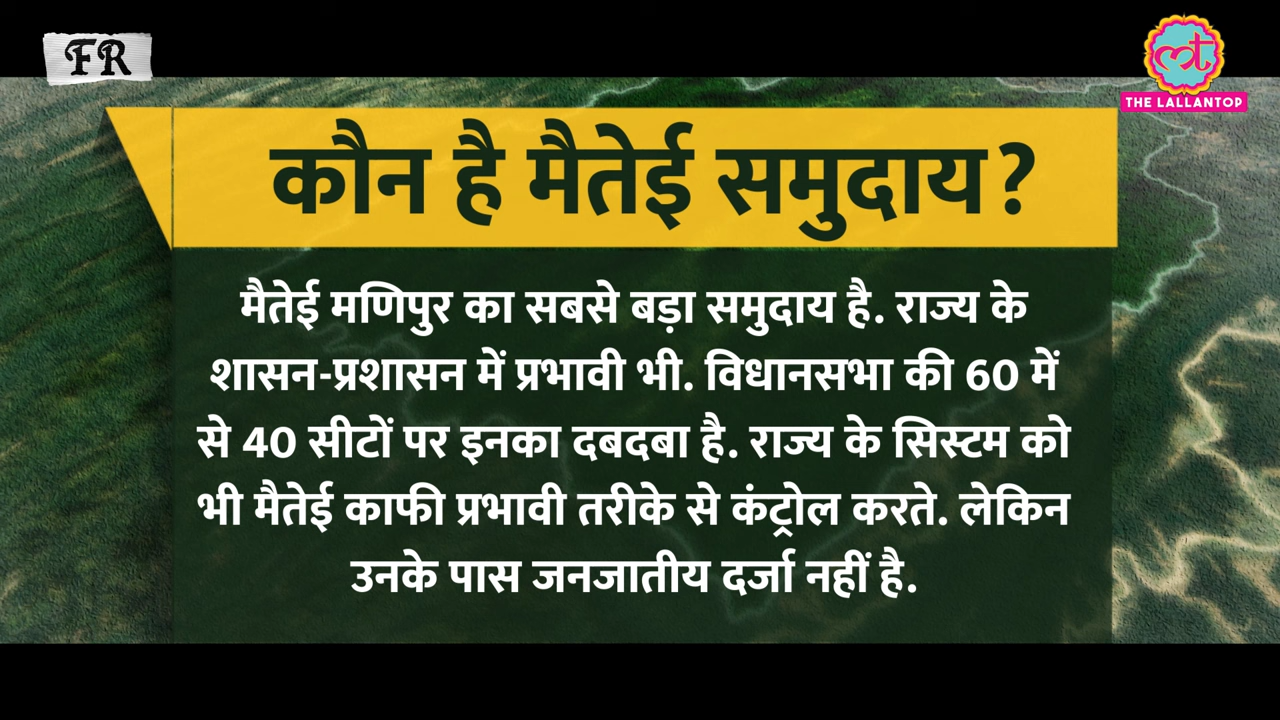 FR
THE LALLANTOP
कौन है मैतेई समुदाय?
मैतेई मणिपुर का सबसे बड़ा समुदाय है. राज्य के
शासन-प्रशासन में प्रभावी भी. विधानसभा की 60 में
से 40 सीटों पर इनका दबदबा है. राज्य के सिस्टम को
भी मैतेई काफी प्रभावी तरीके से कंट्रोल करते. लेकिन
उनके पास जनजातीय दर्जा नहीं है.